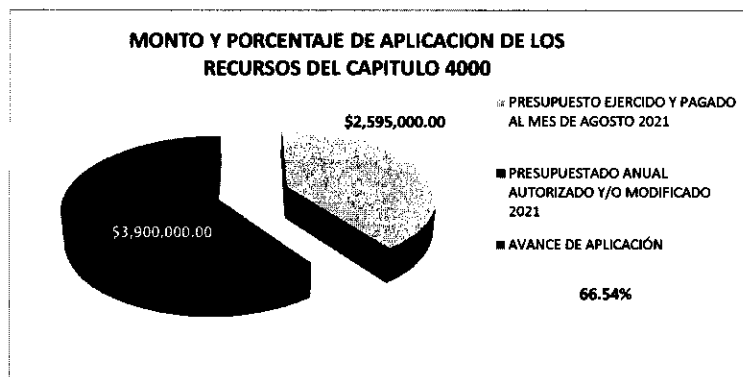 MONTO Y PORCENTAJE DE APLICACION DE LOS
RECURSOS DEL CAPITULO 4000
$2,595,000.00
$3,900,000.00
PRESUPUESTO EJERCIDO Y PAGADO
AL MES DE AGOSTO 2021
PRESUPUESTADO ANUAL
AUTORIZADO Y/O MODIFICADO
2021
AVANCE DE APLICACIÓN
66.54%